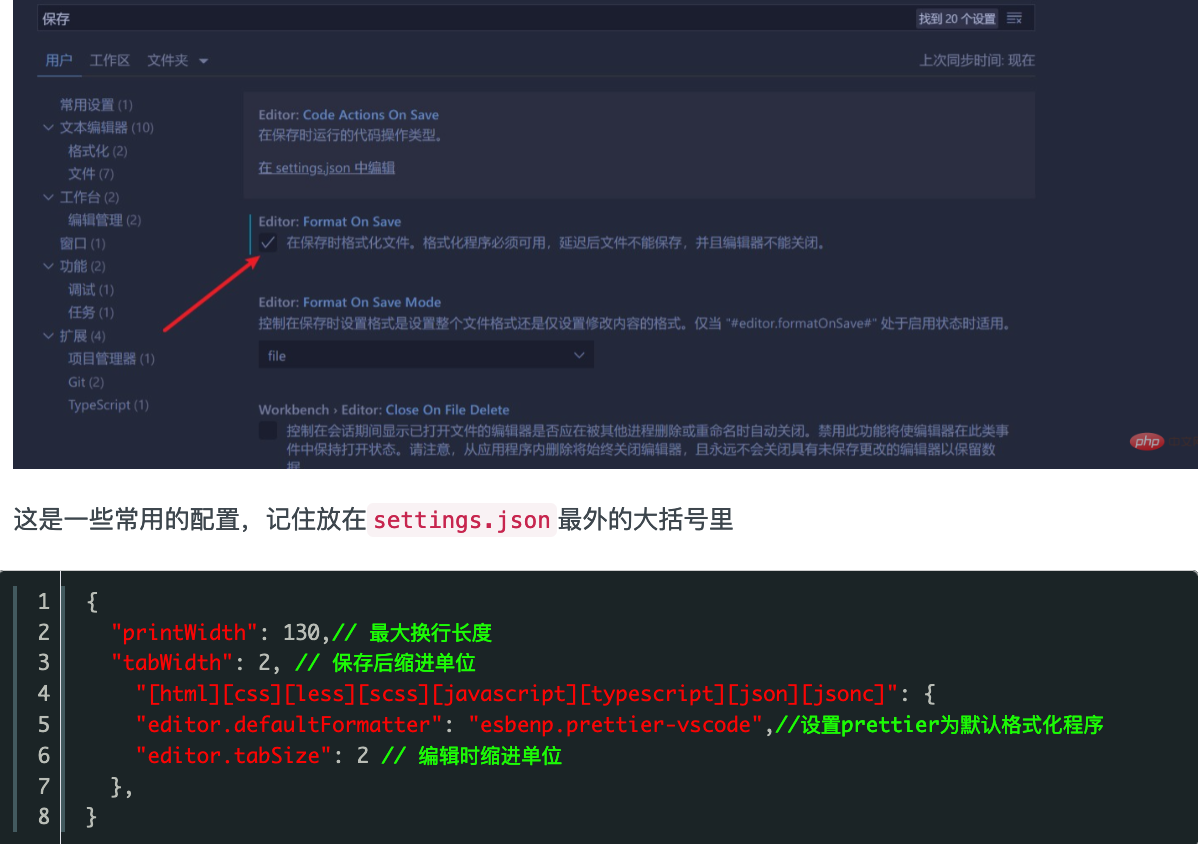 保存
找到 20 个设置
用户 工作区 文件夹
上次同步时间: 现在
常用设置 (1)
文本编辑器 (10)
格式化 (2)
文件 (7)
工作台 (2)
编辑管理 (2)
窗口 (1)
功能 (2)
调试 (1)
任务 (1)
扩展 (4)
项目管理器 (1)
Git (2)
TypeScript (1)
Editor: Code Actions On Save
在保存时运行的代码操作类型。
在 settings.json 中编辑
Editor: Format On Save
在保存时格式化文件。格式化程序必须可用，延迟后文件不能保存，并且编辑器不能关闭。
Editor: Format On Save Mode
控制在保存时设置格式是设置整个文件格式还是仅设置修改内容的格式。仅当 "#editor.formatOnSave#" 处于启用状态时适用。
file
Workbench › Editor: Close On File Delete
控制在会话期间显示已打开文件的编辑器是否应在被其他进程删除或重命名时自动关闭。禁用此功能将使编辑器在此类事
件中保持打开状态。请注意，从应用程序内删除将始终关闭编辑器，且永远不会关闭具有未保存更改的编辑器以保留数
据。
php
这是一些常用的配置，记住放在 settings.json 最外的大括号里
1 {
2 "printWidth": 130,// 最大换行长度
3 "tabWidth": 2, // 保存后缩进单位
4 "[html][css][less][scss][javascript][typescript][json][jsonc]": {
5 "editor.defaultFormatter": "esbenp.prettier-vscode",//设置prettier为默认格式化程序
6 "editor.tabSize": 2 // 编辑时缩进单位
7 },
8 }